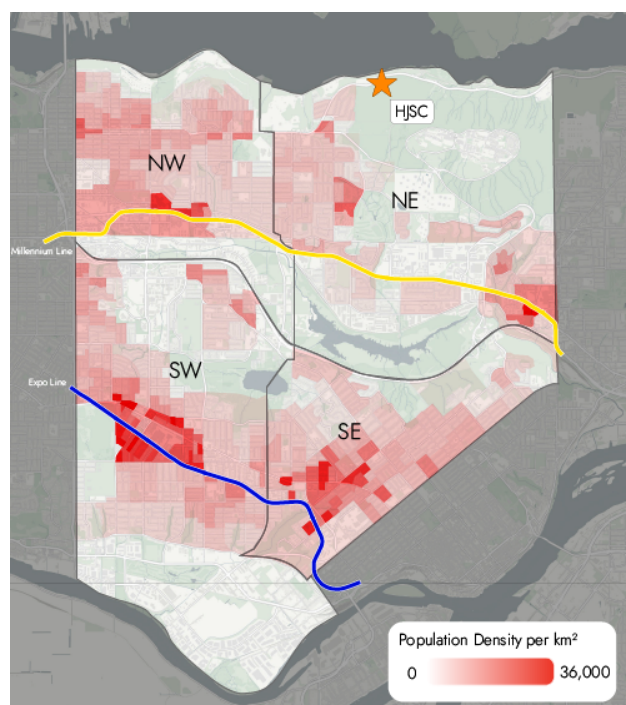 HJSC
NW
NE
Millennium Line
SW
Expo Line
SE
Population Density per km²
0
36,000